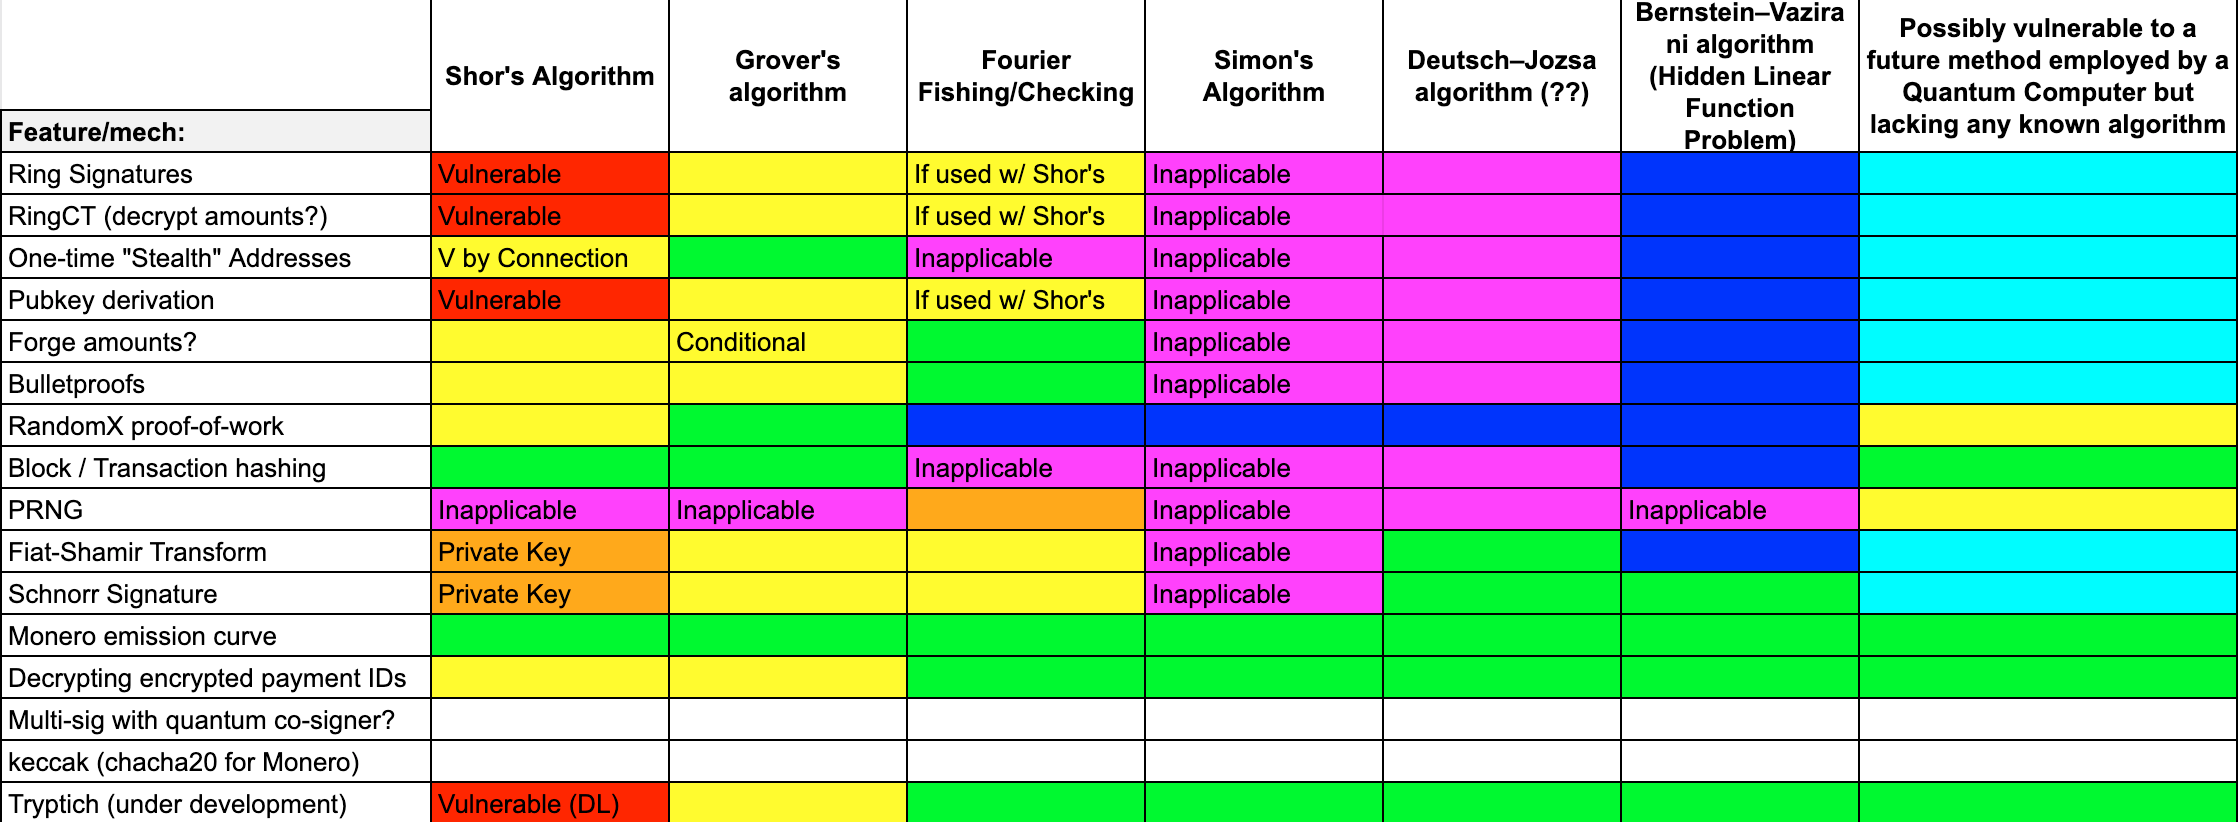 Shor's Algorithm
Grover's
algorithm
Fourier
Fishing/Checking
Simon's
Algorithm
Deutsch–Jozsa
algorithm (??)
Bernstein–Vazira
ni algorithm
(Hidden Linear
Function
Problem)
Possibly vulnerable to a
future method employed by a
Quantum Computer but
lacking any known algorithm
Feature/mech:
Ring Signatures Vulnerable If used w/ Shor's Inapplicable
RingCT (decrypt amounts?) Vulnerable If used w/ Shor's Inapplicable
One-time "Stealth" Addresses V by Connection Inapplicable Inapplicable
Pubkey derivation Vulnerable If used w/ Shor's Inapplicable
Forge amounts? Conditional Inapplicable
Bulletproofs Inapplicable
RandomX proof-of-work
Block / Transaction hashing Inapplicable Inapplicable
PRNG Inapplicable Inapplicable Inapplicable Inapplicable
Fiat-Shamir Transform Private Key Inapplicable
Schnorr Signature Private Key Inapplicable
Monero emission curve
Decrypting encrypted payment IDs
Multi-sig with quantum co-signer?
keccak (chacha20 for Monero)
Tryptich (under development) Vulnerable (DL)